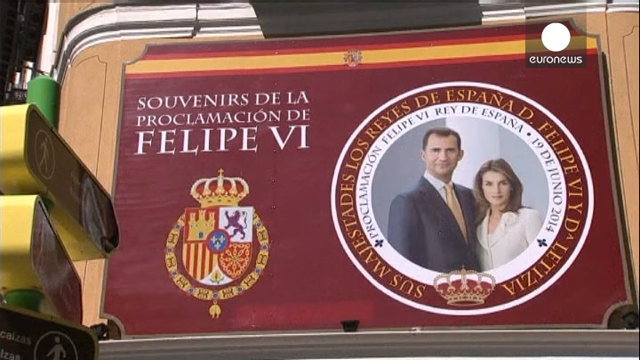 euronews
SOUVENIRS DE LA
PROCLAMACIÓN DE
FELIPE VI
SUS MAJESTADES LOS REYES DE ESPAÑA D. FELIPE VI Y Dª LETIZIA
PROCLAMACIÓN FELIPE VI REY DE ESPAÑA · 19 DE JUNIO 2014